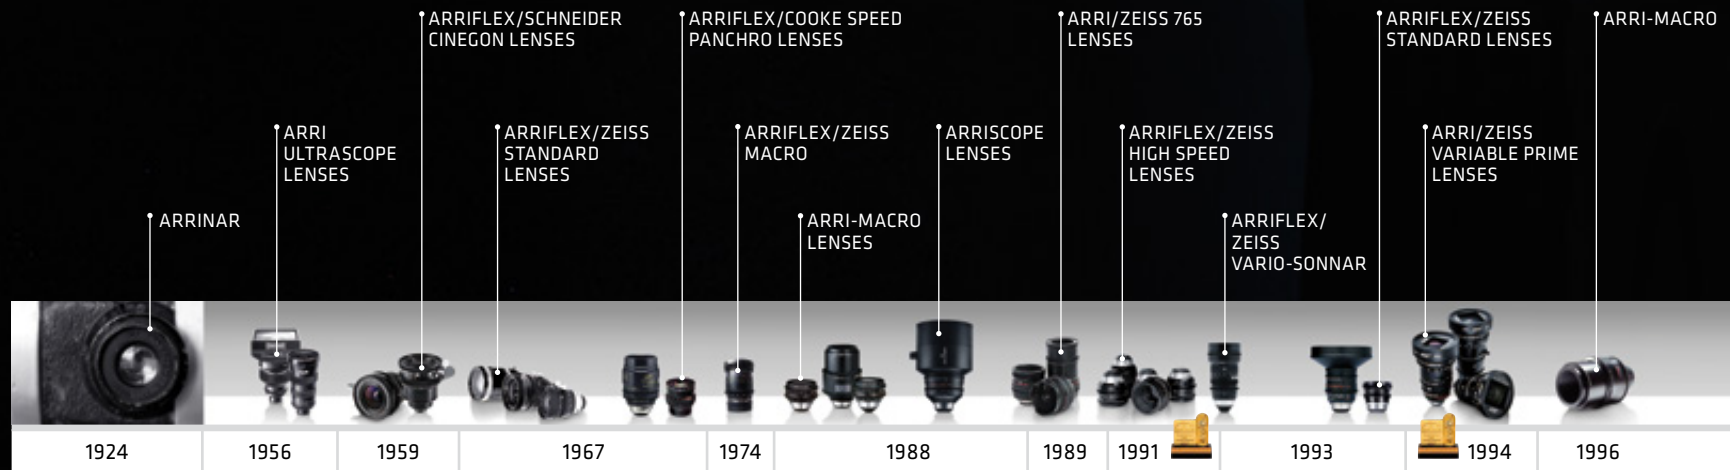 ARRIFLEX/SCHNEIDER
CINEGON LENSES
ARRIFLEX/COOKE SPEED
PANCHRO LENSES
ARRI/ZEISS 765
LENSES
ARRIFLEX/ZEISS
STANDARD LENSES
ARRI-MACRO
ARRI
ULTRASCOPE
LENSES
ARRIFLEX/ZEISS
STANDARD
LENSES
ARRIFLEX/ZEISS
MACRO
ARRISCOPE
LENSES
ARRIFLEX/ZEISS
HIGH SPEED
LENSES
ARRI/ZEISS
VARIABLE PRIME
LENSES
ARRINAR
ARRI-MACRO
LENSES
ARRIFLEX/
ZEISS
VARIO-SONNAR
1924
1956
1959
1967
1974
1988
1989
1991
1993
1994
1996